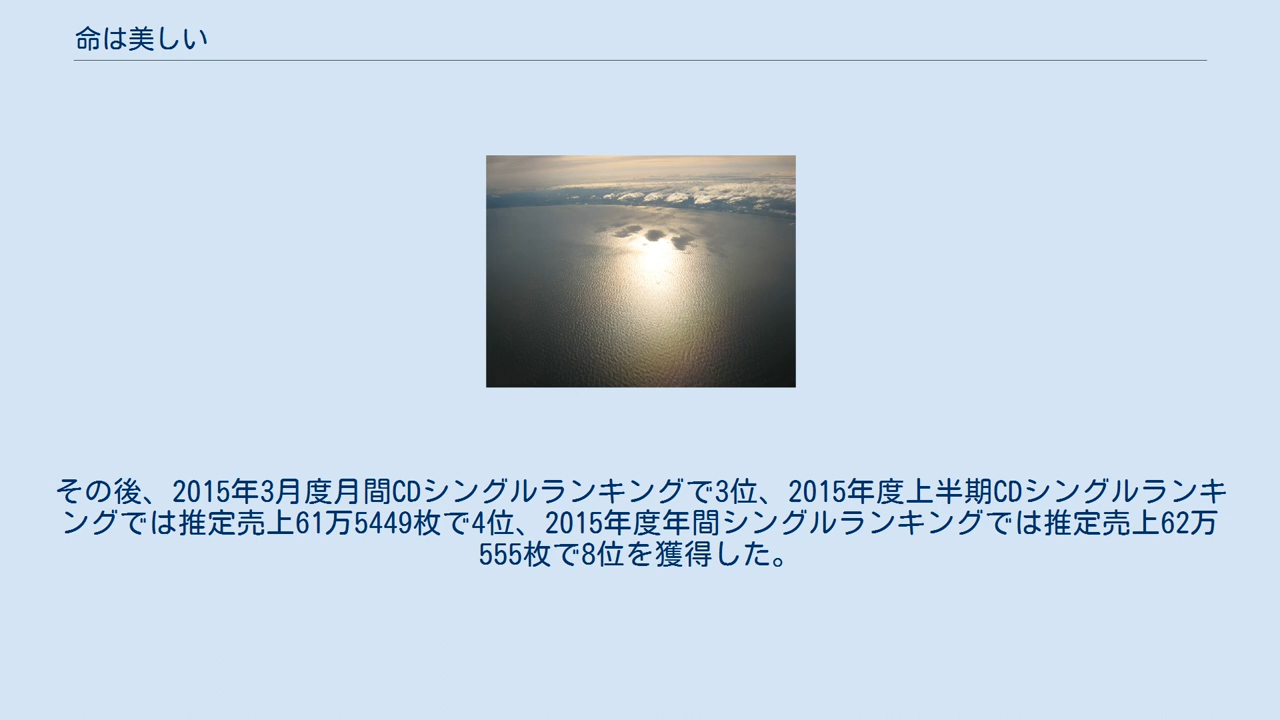 命は美しい
その後、2015年3月度月間CDシングルランキングで3位、2015年度上半期CDシングルランキ
ングでは推定売上61万5449枚で4位、2015年度年間シングルランキングでは推定売上62万
555枚で8位を獲得した。